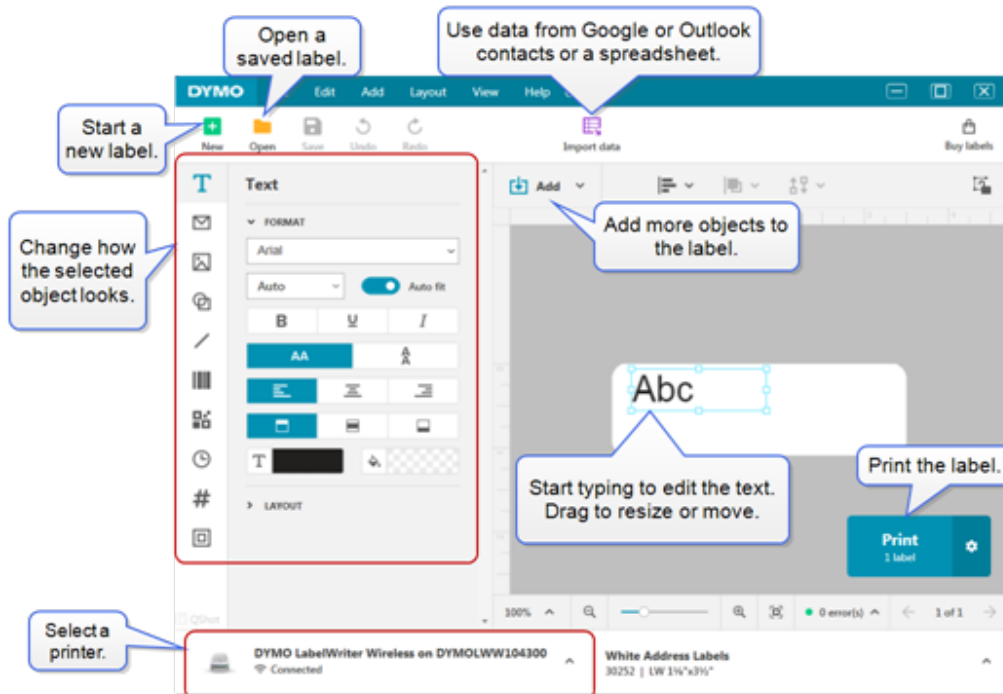 Open a
saved label.
Use data from Google or Outlook
contacts or a spreadsheet.
DYMO
Edit
Add
Layout
View
Help
Start a
new label.
New
Open
Save
Undo
Redo
Import data
Buy labels
Change how
the selected
object looks.
T
Text
FORMAT
Arial
Auto
Auto fit
B
U
I
AA
A
A
T
LAYOUT
#
Add
Add more objects to
the label.
Abc
Start typing to edit the text.
Drag to resize or move.
Print the label.
Print
1 label
QShot
100%
0 error(s)
1 of 1
Select a
printer.
DYMO LabelWriter Wireless on DYMOLWW104300
Connected
White Address Labels
30252 | LW 1⅛"x3½"